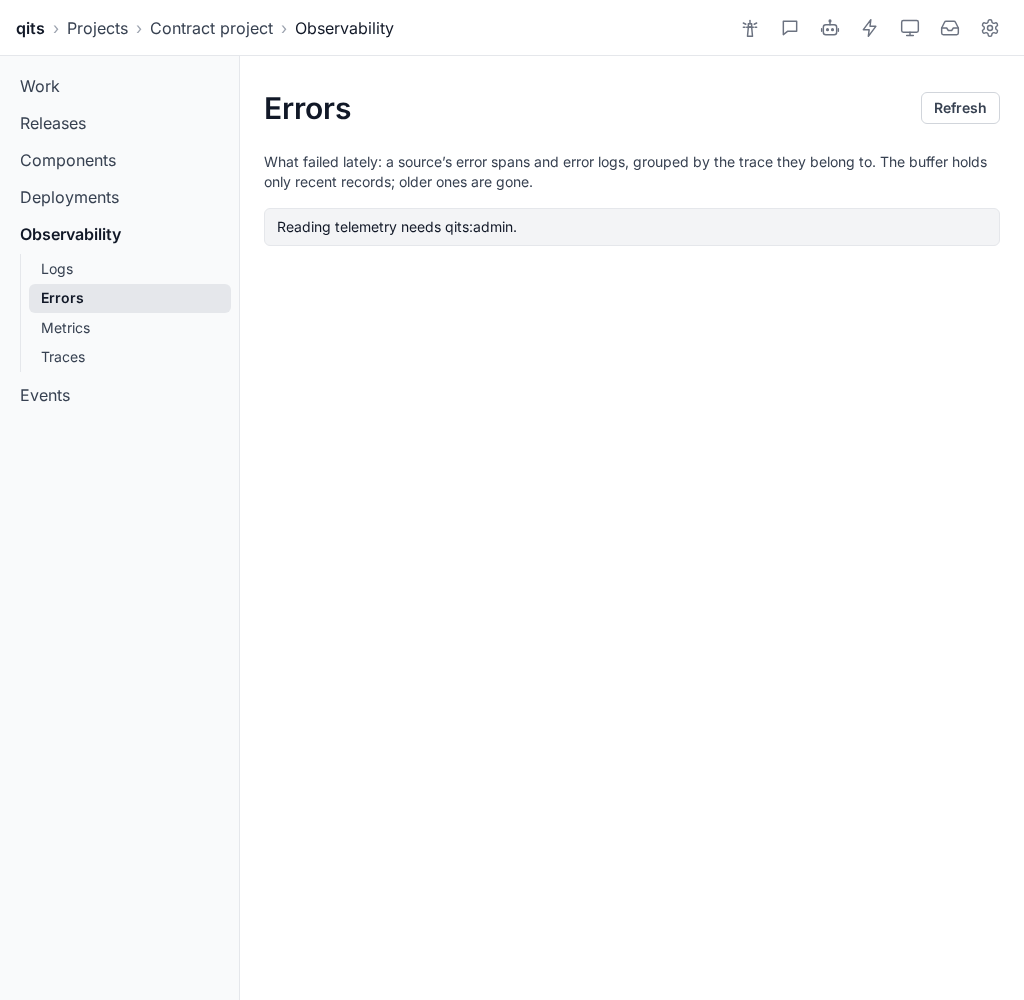 qits › Projects › Contract project › Observability
Work
Releases
Components
Deployments
Observability
Logs
Errors
Metrics
Traces
Events
Errors
Refresh
What failed lately: a source’s error spans and error logs, grouped by the trace they belong to. The buffer holds
only recent records; older ones are gone.
Reading telemetry needs qits:admin.